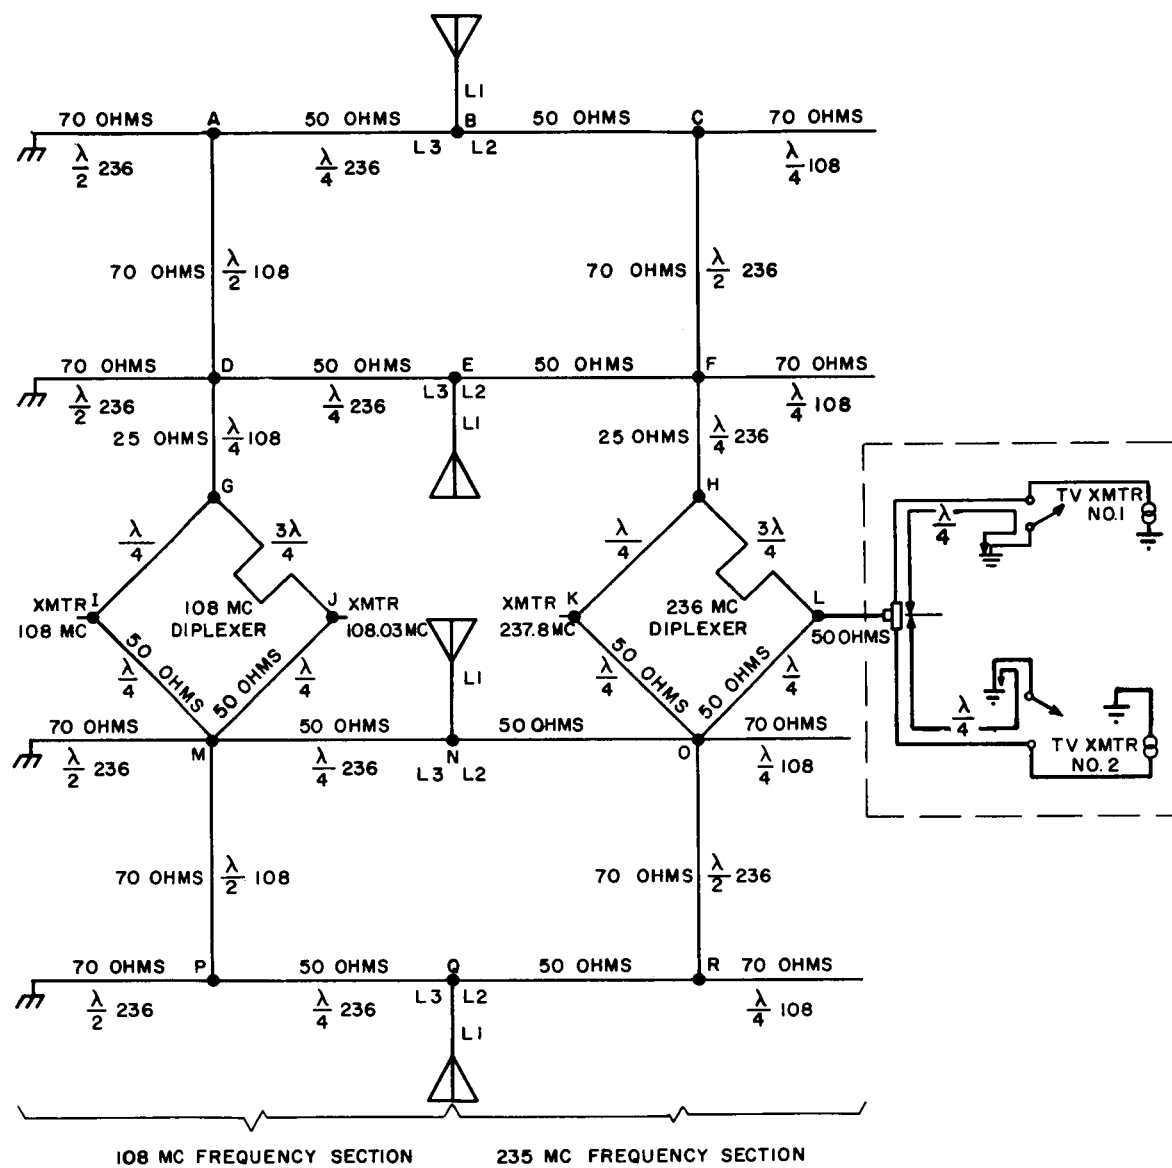 L1
70 OHMS A 50 OHMS B 50 OHMS C 70 OHMS
λ/2 236 λ/4 236 L3 L2 λ/4 108
70 OHMS λ/2 108 70 OHMS λ/2 236
70 OHMS D 50 OHMS E 50 OHMS F 70 OHMS
λ/2 236 λ/4 236 L3 L2 λ/4 108
L1
25 OHMS λ/4 108 25 OHMS λ/4 236
G H
λ/4 3λ/4 λ/4 3λ/4
λ/4 TV XMTR
NO.1
XMTR I 108 MC J XMTR XMTR K 236 MC L
108 MC DIPLEXER 108.03 MC 237.8 MC DIPLEXER 50 OHMS
50 OHMS 50 OHMS 50 OHMS 50 OHMS
λ/4 λ/4 λ/4 λ/4
L1
λ/4
TV XMTR
NO. 2
70 OHMS 50 OHMS 50 OHMS 70 OHMS
M N O
λ/2 236 λ/4 236 L3 L2 λ/4 108
70 OHMS λ/2 108 70 OHMS λ/2 236
70 OHMS P 50 OHMS Q 50 OHMS R 70 OHMS
λ/2 236 λ/4 236 L3 L2 λ/4 108
L1
108 MC FREQUENCY SECTION 235 MC FREQUENCY SECTION